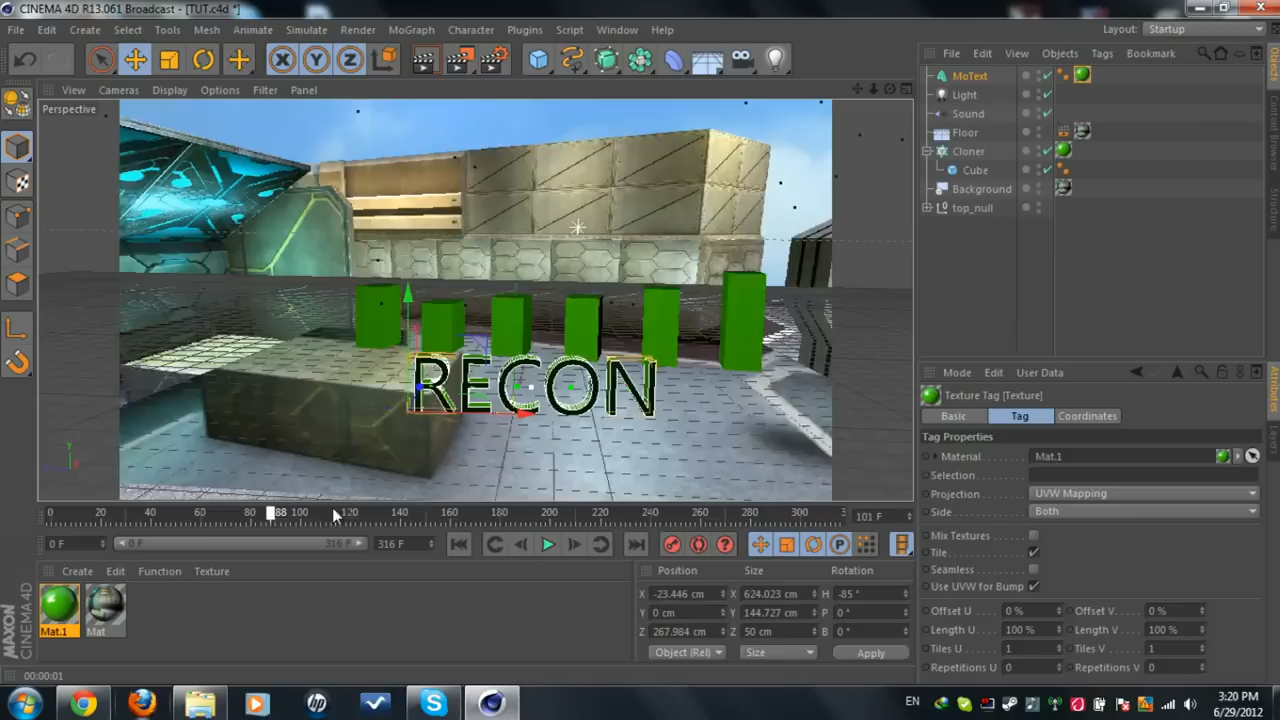 CINEMA 4D R13.061 Broadcast - [TUT.c4d *]
File Edit Create Select Tools Mesh Animate Simulate Render MoGraph Character Plugins Script Window Help
Layout: Startup
File Edit View Objects Tags Bookmark
View Cameras Display Options Filter Panel
Perspective
MoText
Light
Sound
Floor
Cloner
Cube
Background
top_null
RECON
Y
Mode Edit User Data
Texture Tag [Texture]
Basic Tag Coordinates
Tag Properties
Material Mat.1
Selection
Projection UVW Mapping
Side Both
Mix Textures
Tile
Seamless
Use UVW for Bump
Offset U 0 % Offset V 0 %
Length U 100 % Length V 100 %
Tiles U 1 Tiles V 1
Repetitions U 0 Repetitions V 0
Objects
Content Browser
Structure
Attributes
Layers
0 20 40 60 80 88 100 120 140 160 180 200 220 240 260 280 300 101 F
0 F 0 F 316 F 316 F
Create Edit Function Texture
Mat.1 Mat
Position Size Rotation
X -23.446 cm X 624.023 cm H -85 °
Y 0 cm Y 144.727 cm P 0 °
Z 267.984 cm Z 50 cm B 0 °
Object (Rel) Size Apply
MAXON
CINEMA 4D
00:00:01
EN
3:20 PM
6/29/2012